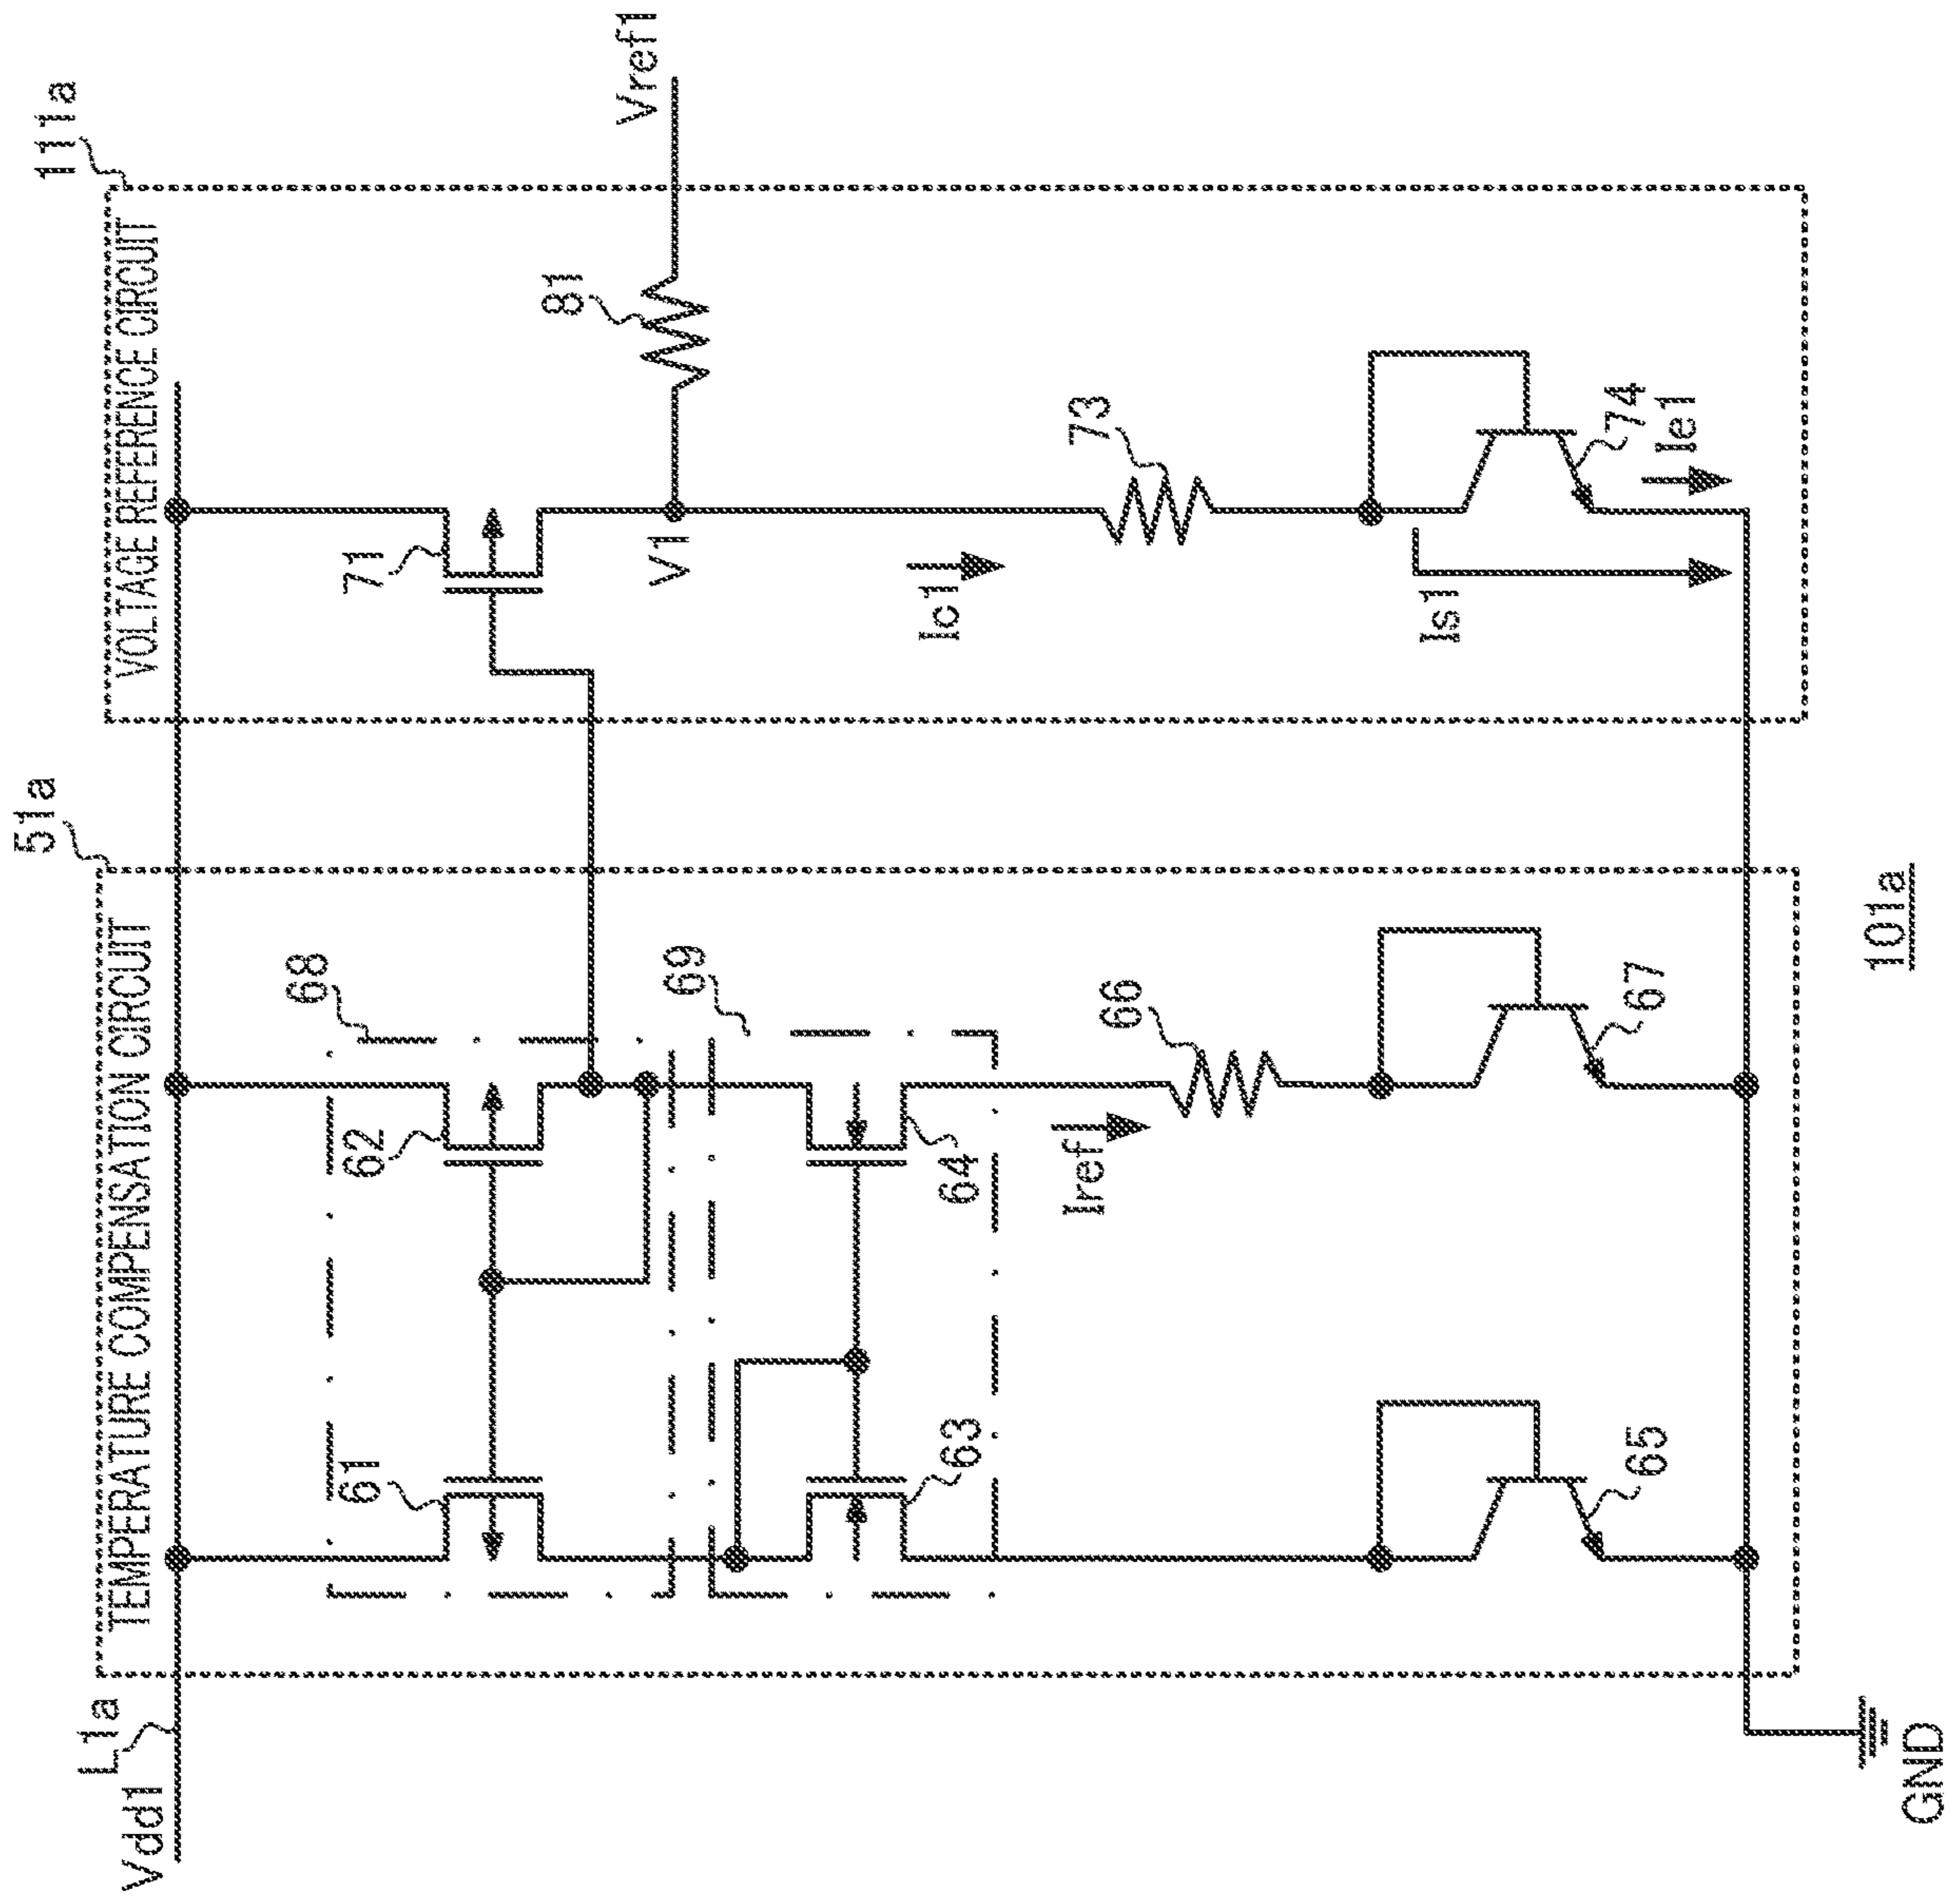 111a
51a
L1a
Vdd1
VOLTAGE REFERENCE CIRCUIT
TEMPERATURE COMPENSATION CIRCUIT
61
62
68
71
63
64
69
V1
81
Vref1
Iref
66
Ic1
73
65
67
Is1
74
Ie1
GND
101a